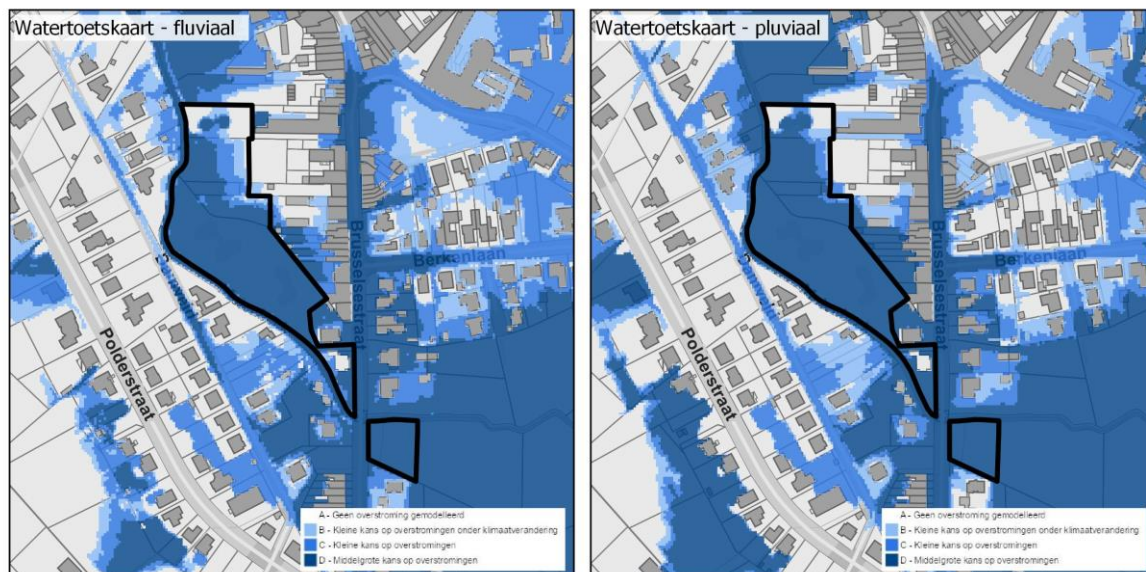 Watertoetskaart - fluviaal
Brusselsestraat
Berkenlaan
Polderstraat
A - Geen overstroming gemodelleerd
B - Kleine kans op overstromingen onder klimaatverandering
C - Kleine kans op overstromingen
D - Middelgrote kans op overstromingen
Watertoetskaart - pluviaal
Brusselsestraat
Berkenlaan
Polderstraat
A - Geen overstroming gemodelleerd
B - Kleine kans op overstromingen onder klimaatverandering
C - Kleine kans op overstromingen
D - Middelgrote kans op overstromingen